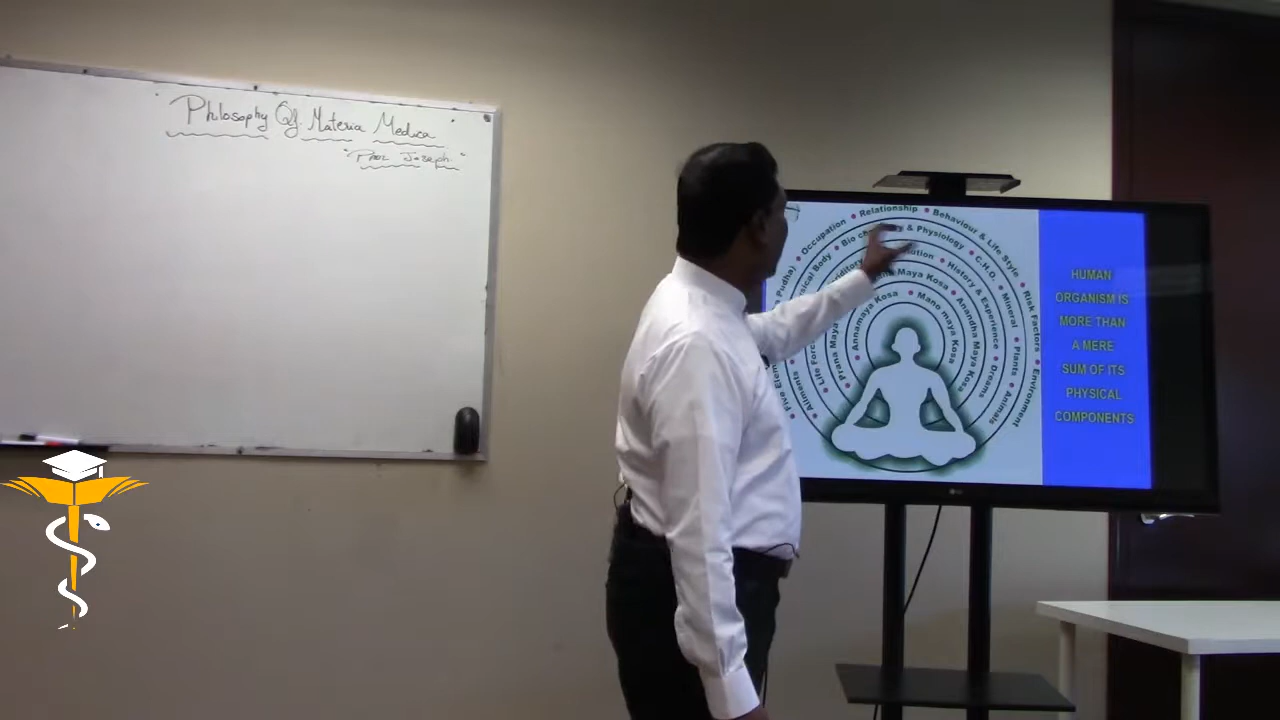 Philosophy Of Materia Medica
Joseph
Occupation • Relationship • Behaviour & Life Style • Risk Factors • Environment
Five
Physiology • C.H.D. • Mineral • Plants • Animals
Ailments • Life
History & Experience • Dreams
Prana Maya
Maya Kosa • Anandha Maya Kosa
Annamaya Kosa • Mano maya Kosa
HUMAN
ORGANISM IS
MORE THAN
A MERE
SUM OF ITS
PHYSICAL
COMPONENTS
LG